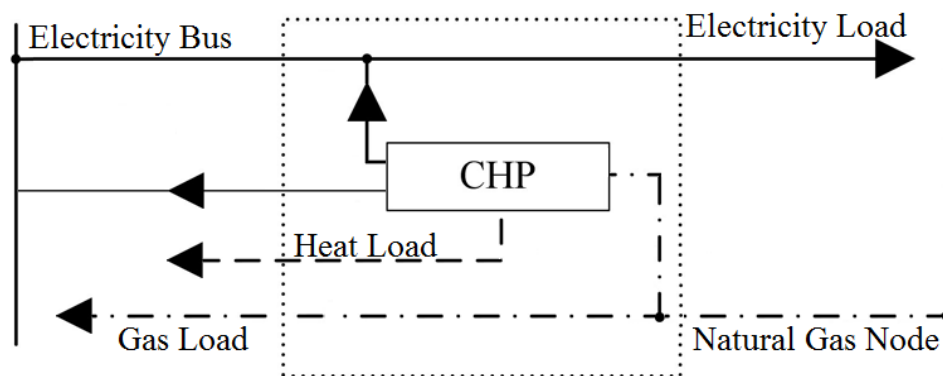 Electricity Bus
Electricity Load
CHP
Heat Load
Gas Load
Natural Gas Node